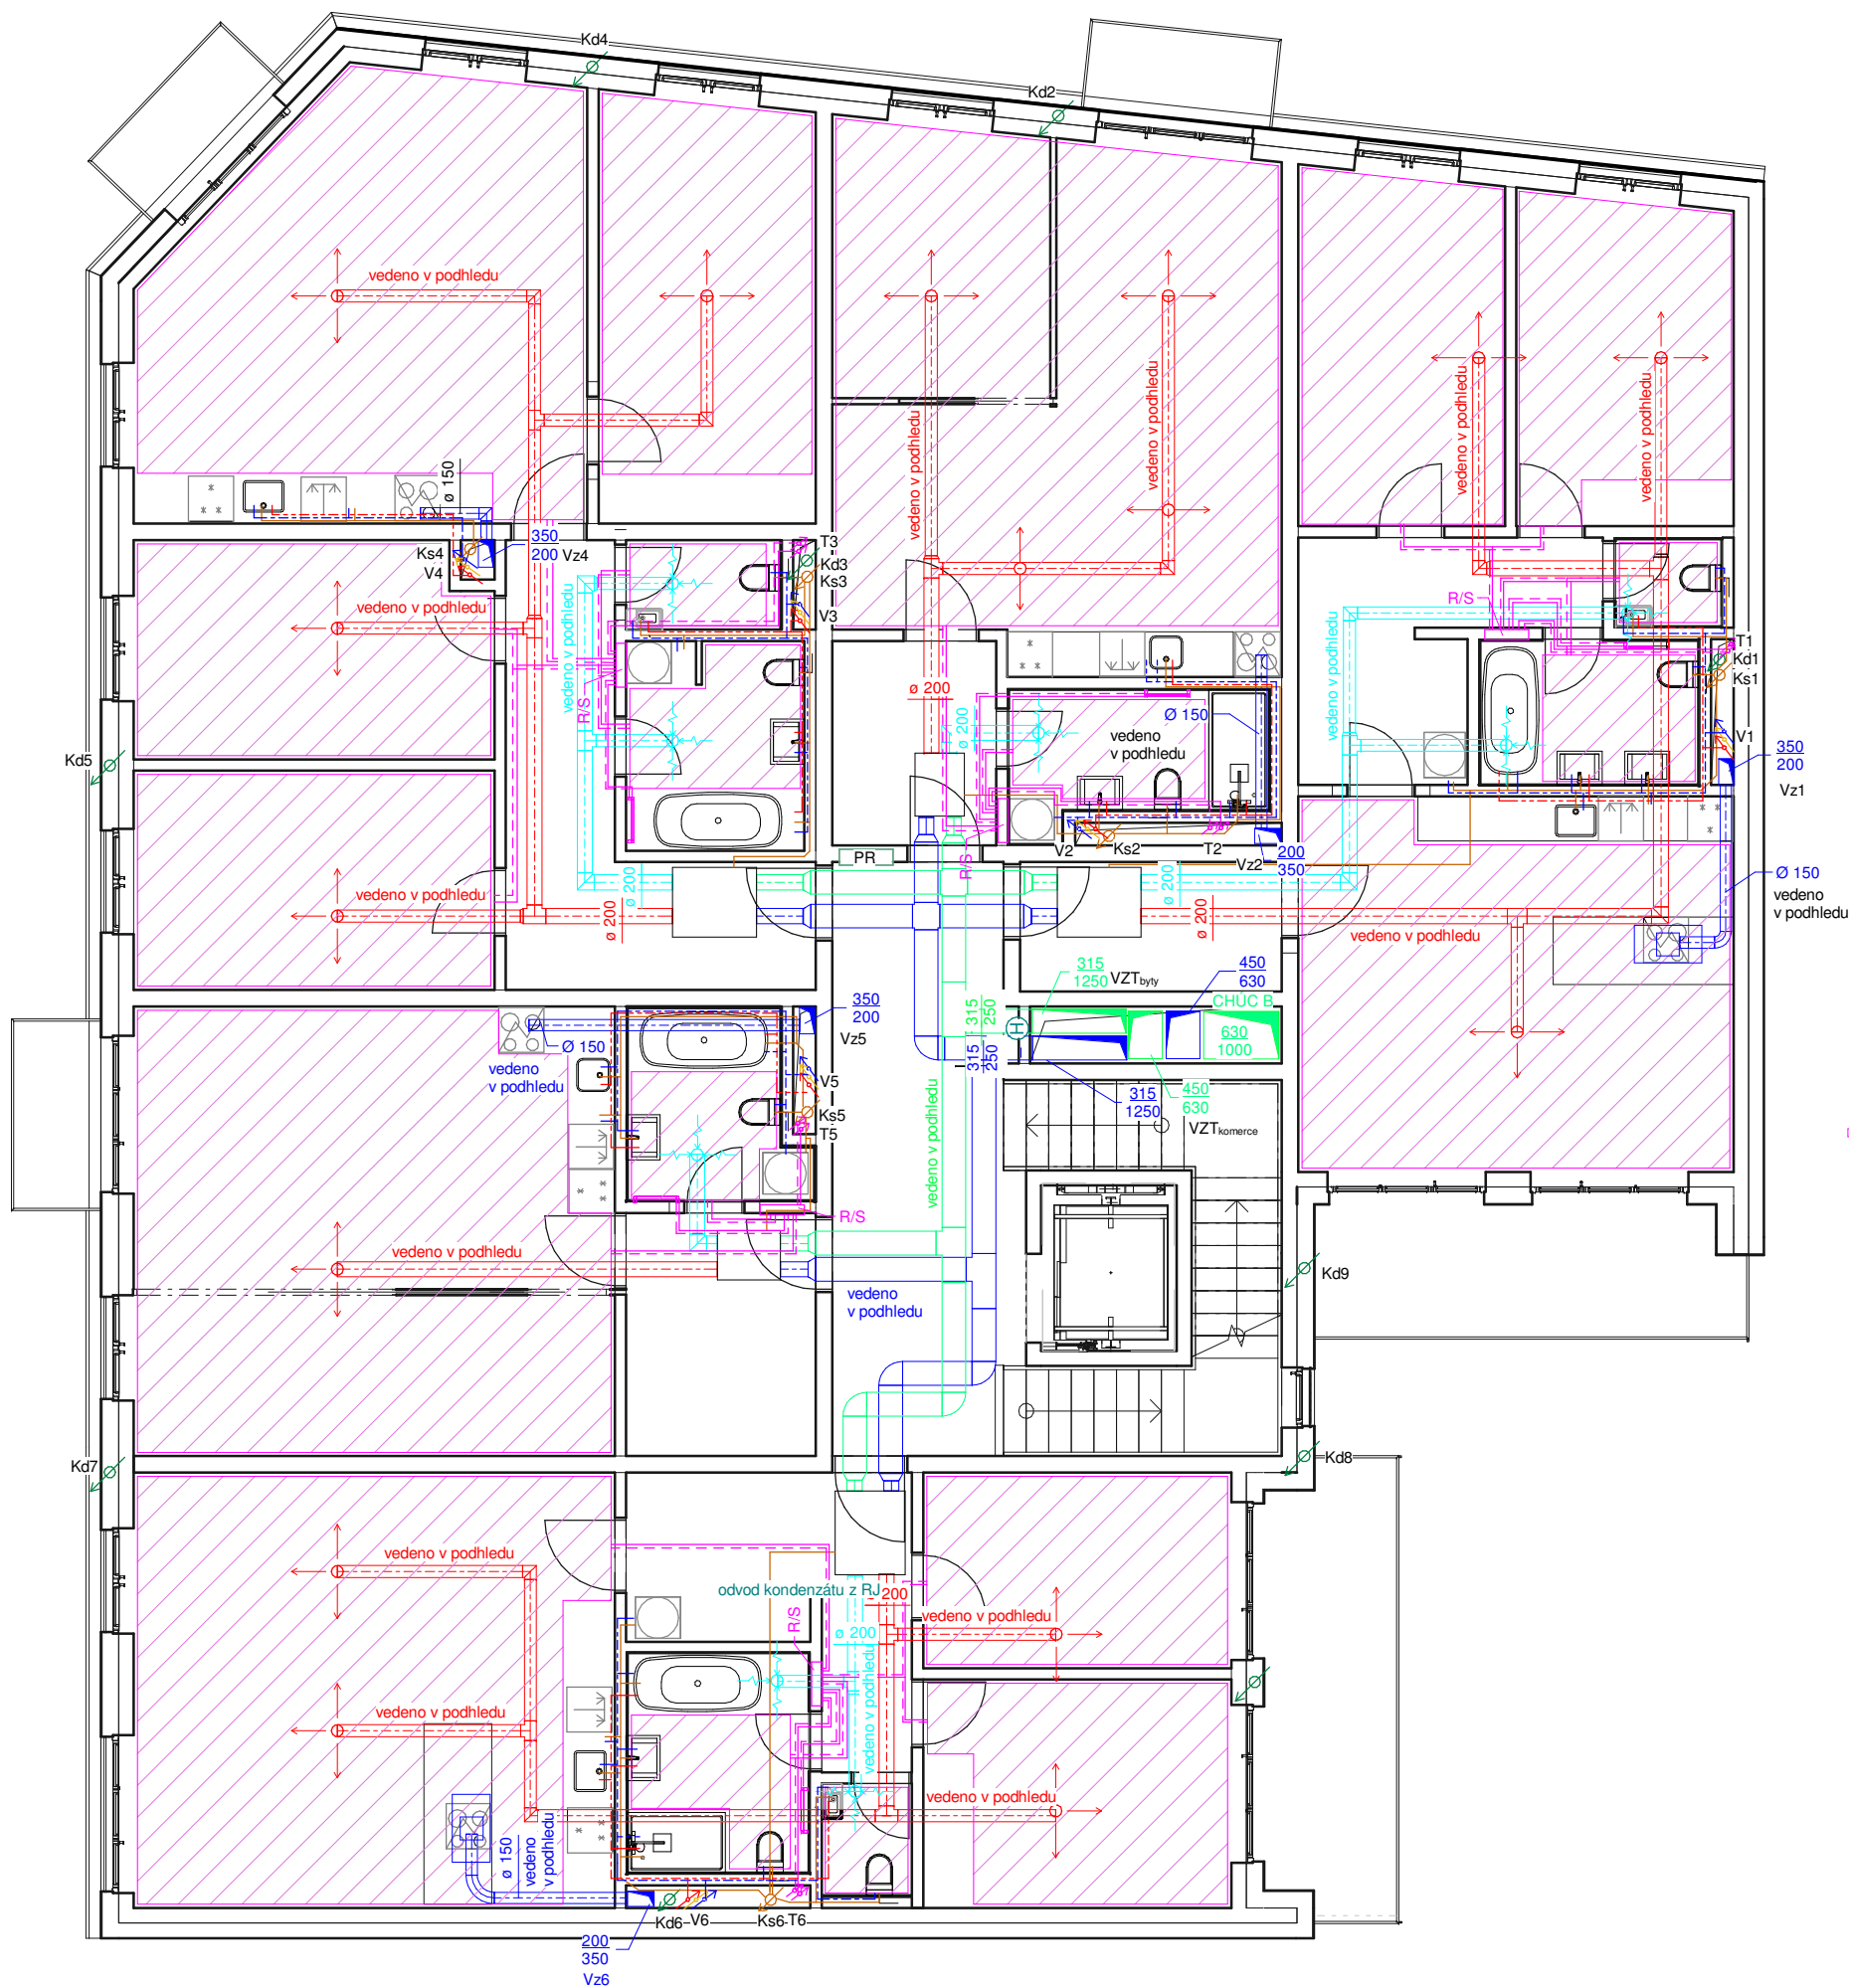 Kd4
Kd2
vedeno v podhledu
vedeno v podhledu
vedeno v podhledu
vedeno v podhledu
vedeno v podhledu
ø 150
350
200
Vz4
Ks4
V4
T3
Kd3
Ks3
V3
vedeno v podhledu
vedeno v podhledu
R/S
R/S
T1
Kd1
Ks1
V1
350
200
Vz1
vedeno v podhledu
ø 200
ø 200
Ø 150
vedeno
v podhledu
Kd5
V2
Ks2
T2
Vz2
200
350
PR
R/S
vedeno v podhledu
ø 200
ø 200
ø 200
ø 200
Ø 150
vedeno
v podhledu
vedeno v podhledu
315
1250
VZTbyty
450
630
CHÚC B
630
1000
315
250
H
315
250
350
200
Vz5
Ø 150
vedeno
v podhledu
V5
Ks5
T5
315
1250
450
630
VZTkomerce
vedeno v podhledu
R/S
vedeno v podhledu
Kd9
vedeno
v podhledu
Kd7
Kd8
vedeno v podhledu
odvod kondenzátu z RJ
200
R/S
ø 200
vedeno v podhledu
vedeno v podhledu
vedeno v podhledu
vedeno v podhledu
ø 150
vedeno
v podhledu
Kd6
V6
Ks6
T6
200
350
Vz6